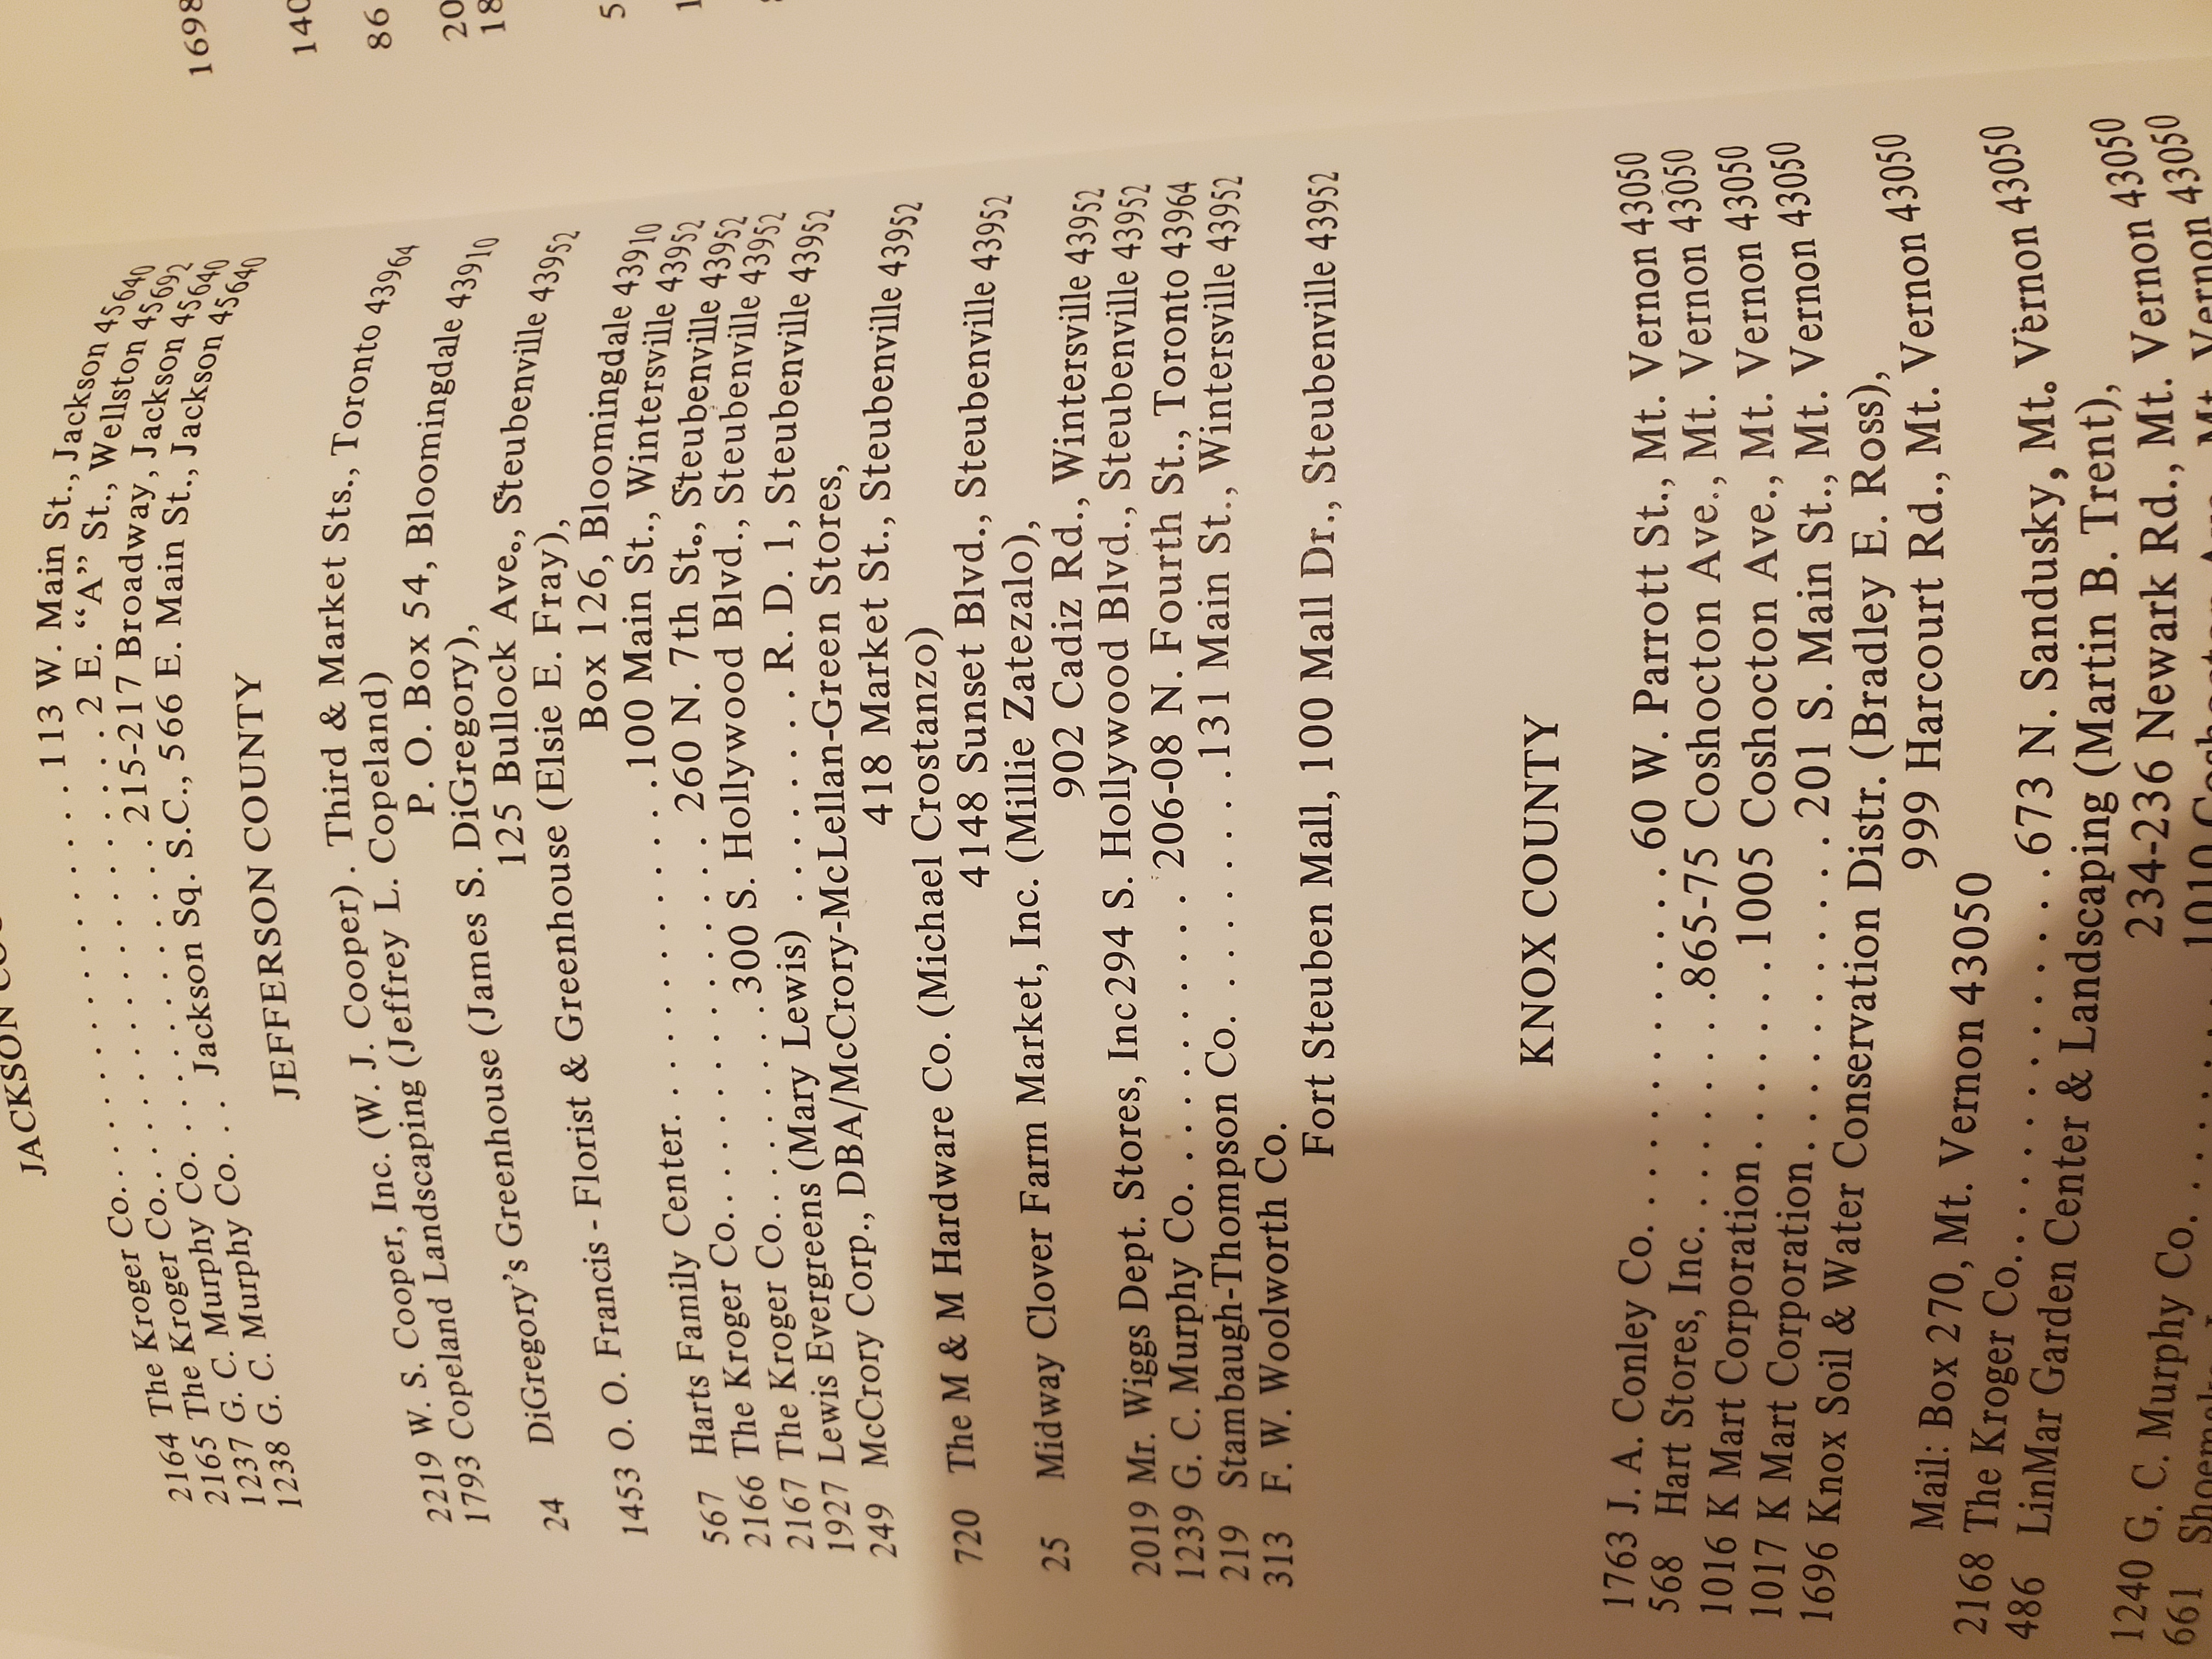 JACKSON
2164 The Kroger Co. . . . . . . . . . . . . . . . 113 W. Main St., Jackson 45640
2165 The Kroger Co. . . . . . . . . . . . . . . . . 2 E. “A” St., Wellston 45692
1237 G. C. Murphy Co. . . . . . . . . . . . 215-217 Broadway, Jackson 45640
1238 G. C. Murphy Co. . . . Jackson Sq. S.C., 566 E. Main St., Jackson 45640
JEFFERSON COUNTY
2219 W. S. Cooper, Inc. (W. J. Cooper) . Third & Market Sts., Toronto 43964
1793 Copeland Landscaping (Jeffrey L. Copeland)
P. O. Box 54, Bloomingdale 43910
24 DiGregory’s Greenhouse (James S. DiGregory),
125 Bullock Ave., Steubenville 43952
1453 O. O. Francis - Florist & Greenhouse (Elsie E. Fray),
Box 126, Bloomingdale 43910
567 Harts Family Center. . . . . . . . . . . . .100 Main St., Wintersville 43952
2166 The Kroger Co. . . . . . . . . . . . . . 260 N. 7th St., Steubenville 43952
2167 The Kroger Co. . . . . . . . .300 S. Hollywood Blvd., Steubenville 43952
1927 Lewis Evergreens (Mary Lewis) . . . . . . . . R. D. 1, Steubenville 43952
249 McCrory Corp., DBA/McCrory-McLellan-Green Stores,
418 Market St., Steubenville 43952
720 The M & M Hardware Co. (Michael Crostanzo)
4148 Sunset Blvd., Steubenville 43952
25 Midway Clover Farm Market, Inc. (Millie Zatezalo),
902 Cadiz Rd., Wintersville 43952
2019 Mr. Wiggs Dept. Stores, Inc294 S. Hollywood Blvd., Steubenville 43952
1239 G. C. Murphy Co. . . . . . . . . . . 206-08 N. Fourth St., Toronto 43964
219 Stambaugh-Thompson Co. . . . . . . . . .131 Main St., Wintersville 43952
313 F. W. Woolworth Co.
Fort Steuben Mall, 100 Mall Dr., Steubenville 43952
KNOX COUNTY
1763 J. A. Conley Co. . . . . . . . . . . . . .60 W. Parrott St., Mt. Vernon 43050
568 Hart Stores, Inc. . . . . . . . .865-75 Coshocton Ave., Mt. Vernon 43050
1016 K Mart Corporation . . . . . . . .1005 Coshocton Ave., Mt. Vernon 43050
1017 K Mart Corporation . . . . . . . . . . . 201 S. Main St., Mt. Vernon 43050
1696 Knox Soil & Water Conservation Distr. (Bradley E. Ross),
999 Harcourt Rd., Mt. Vernon 43050
Mail: Box 270, Mt. Vernon 43050
2168 The Kroger Co. . . . . . . . . . . . . . .673 N. Sandusky, Mt. Vernon 43050
486 LinMar Garden Center & Landscaping (Martin B. Trent),
234-236 Newark Rd., Mt. Vernon 43050
1240 G. C. Murphy Co. . . . . . . . . 1010 Coshocton Ave., Mt. Vernon 43050
661
1698
140
86
20
18
5
1